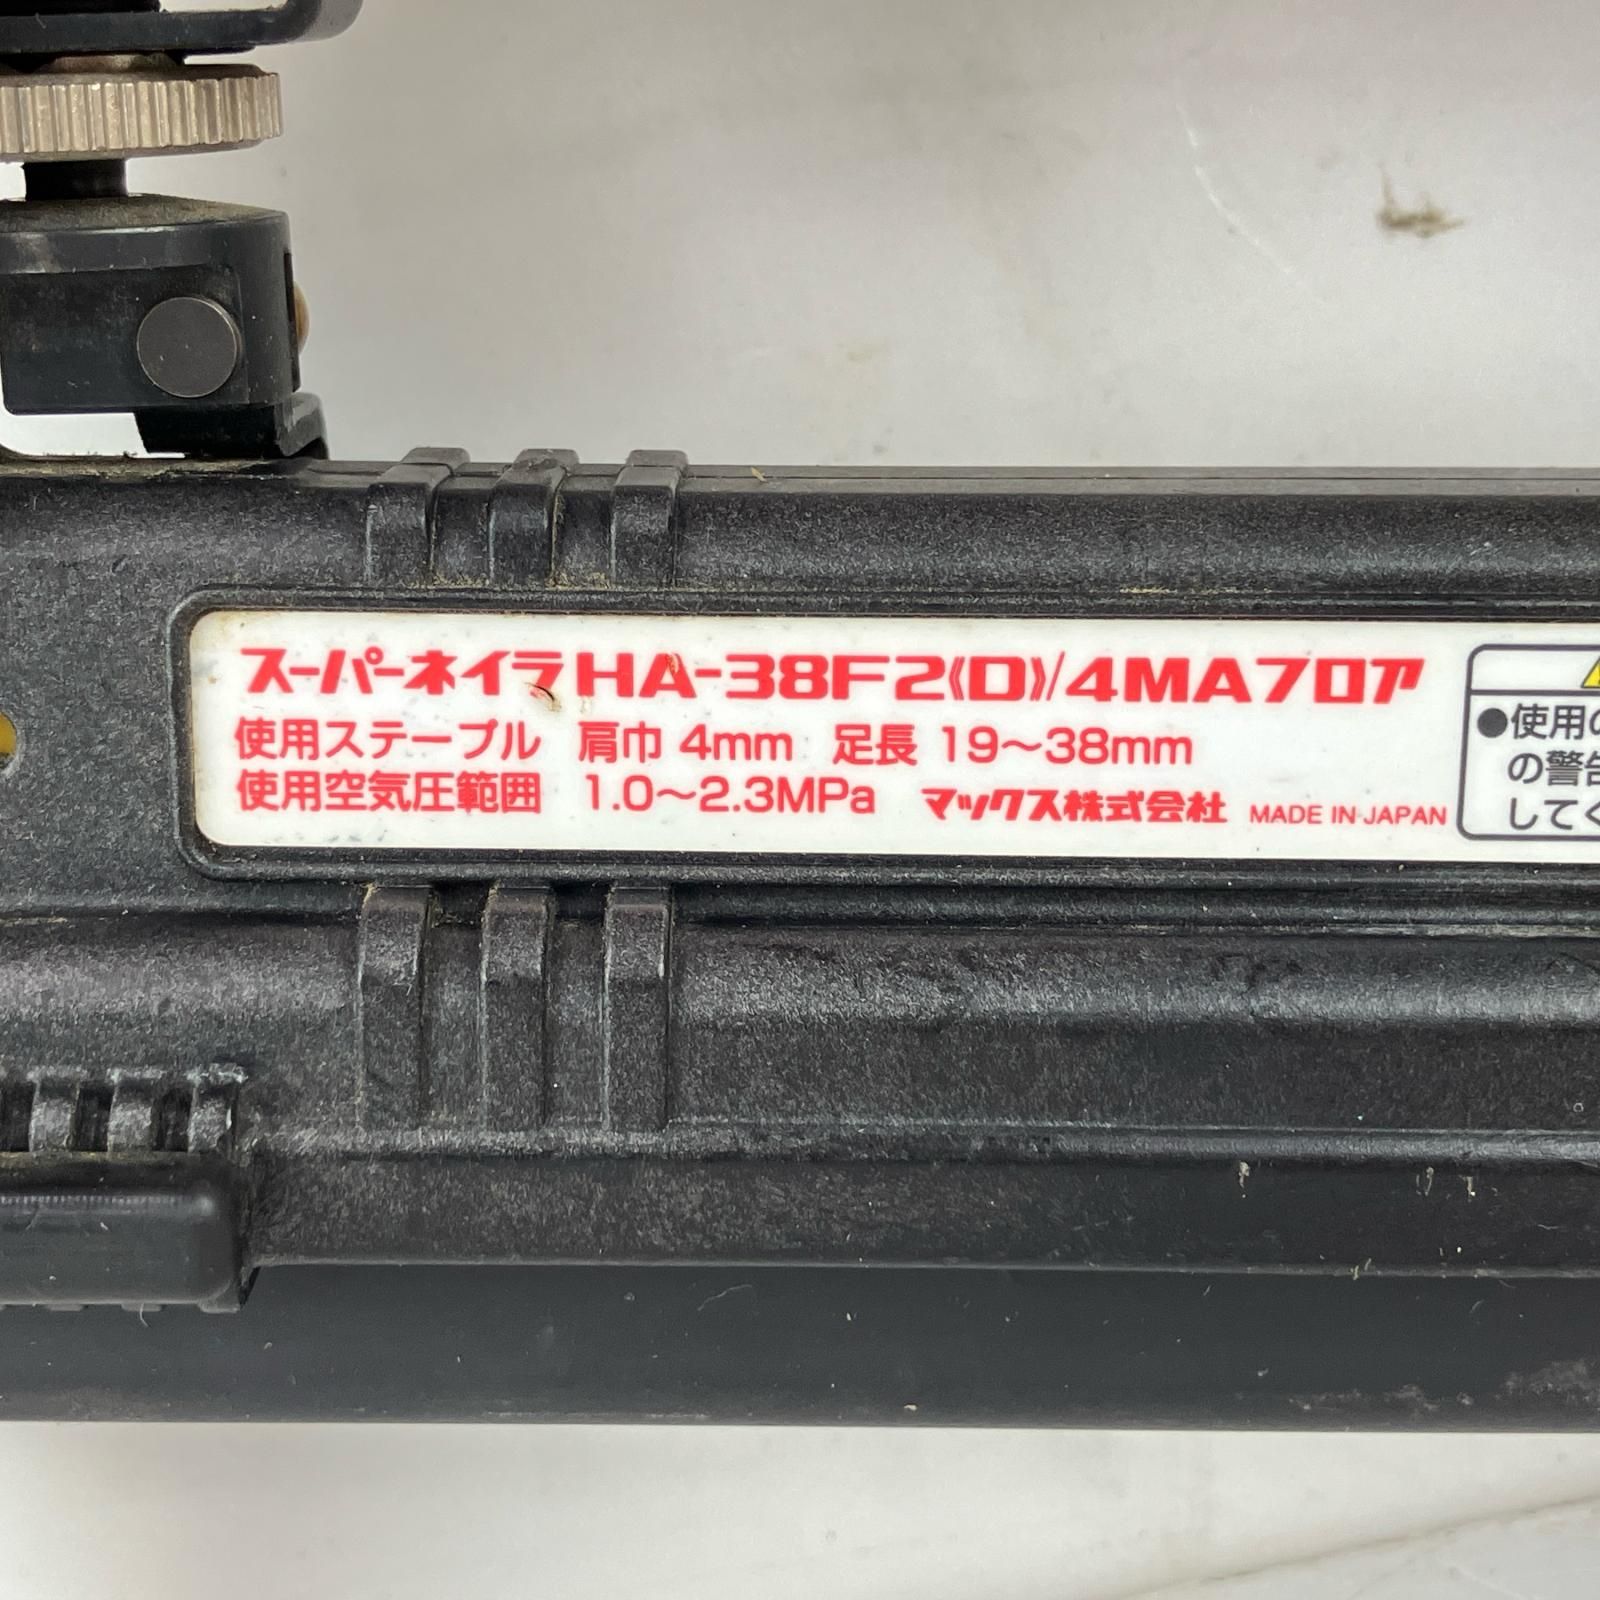 スーパーネイラHA-38F2《D》/4MAフロア
使用ステープル 肩巾 4mm 足長 19～38mm
使用空気圧範囲 1.0～2.3MPa マックス株式会社 MADE IN JAPAN
●使用の
の警告
してく